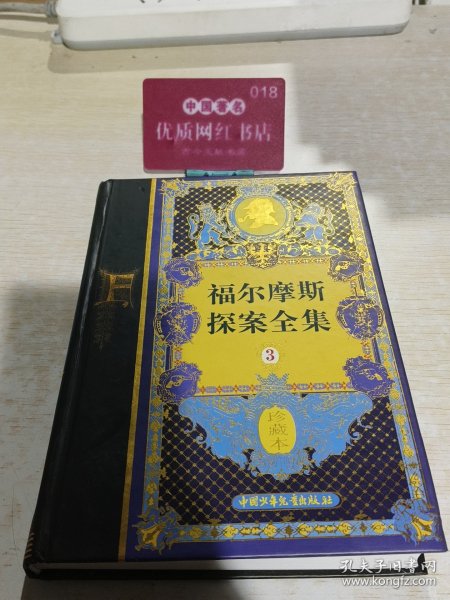 018
中国著名
优质网红书店
福尔摩斯
探案全集
3
珍藏本
中国少年儿童出版社
孔夫子旧书网
www.kongfz.com